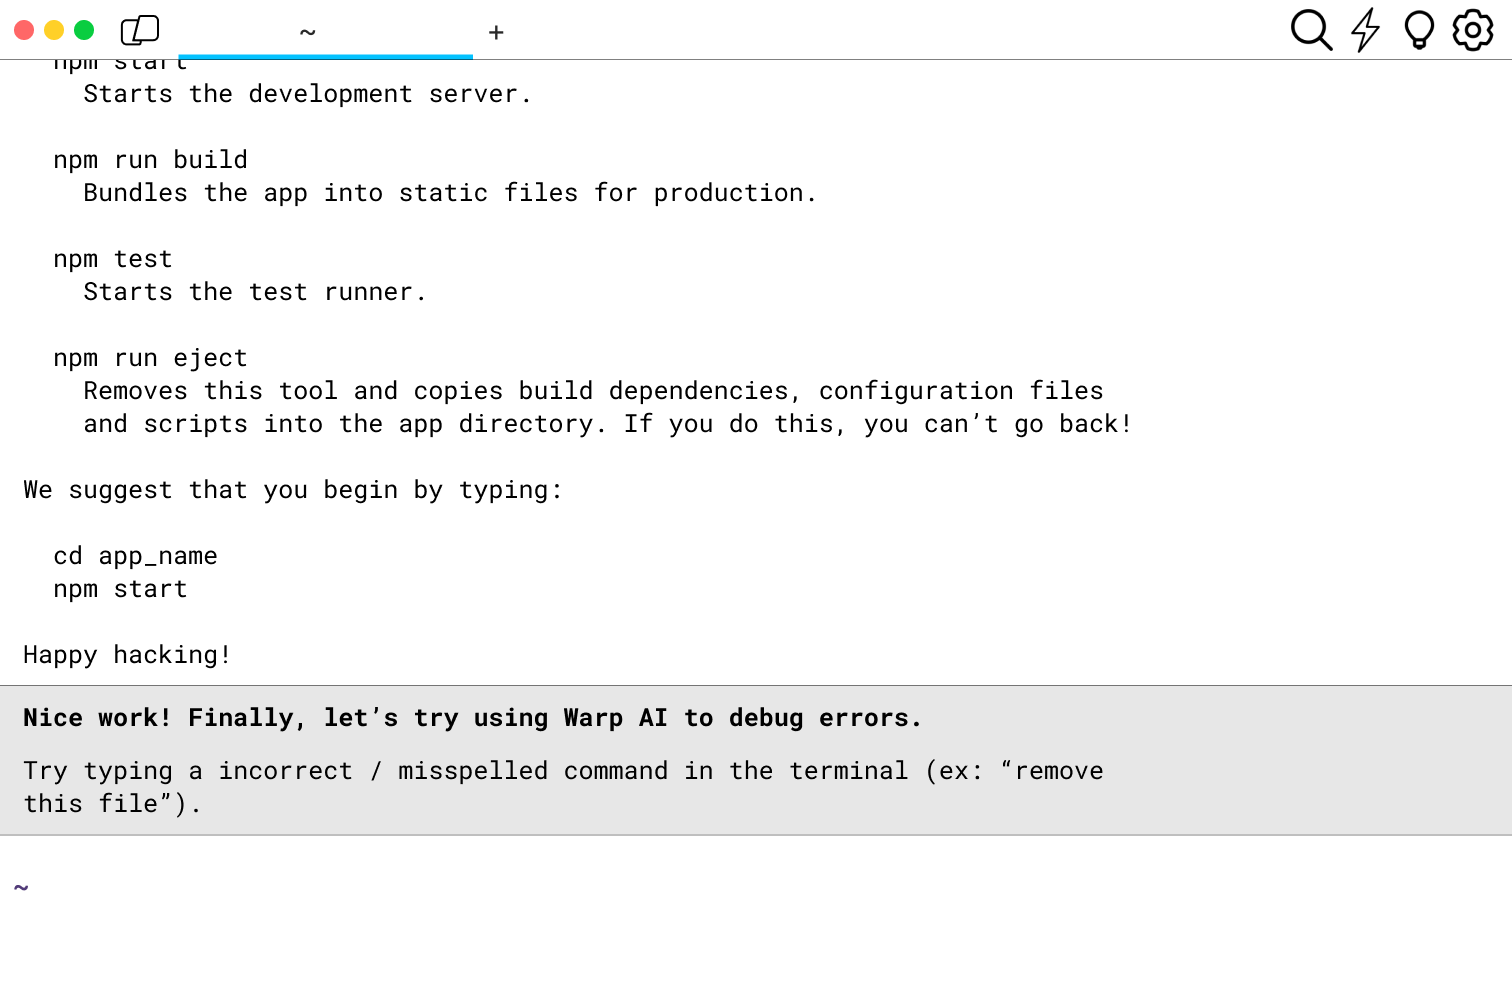 ~ +
npm start
Starts the development server.
npm run build
Bundles the app into static files for production.
npm test
Starts the test runner.
npm run eject
Removes this tool and copies build dependencies, configuration files
and scripts into the app directory. If you do this, you can’t go back!
We suggest that you begin by typing:
cd app_name
npm start
Happy hacking!
Nice work! Finally, let’s try using Warp AI to debug errors.
Try typing a incorrect / misspelled command in the terminal (ex: “remove
this file”).
~